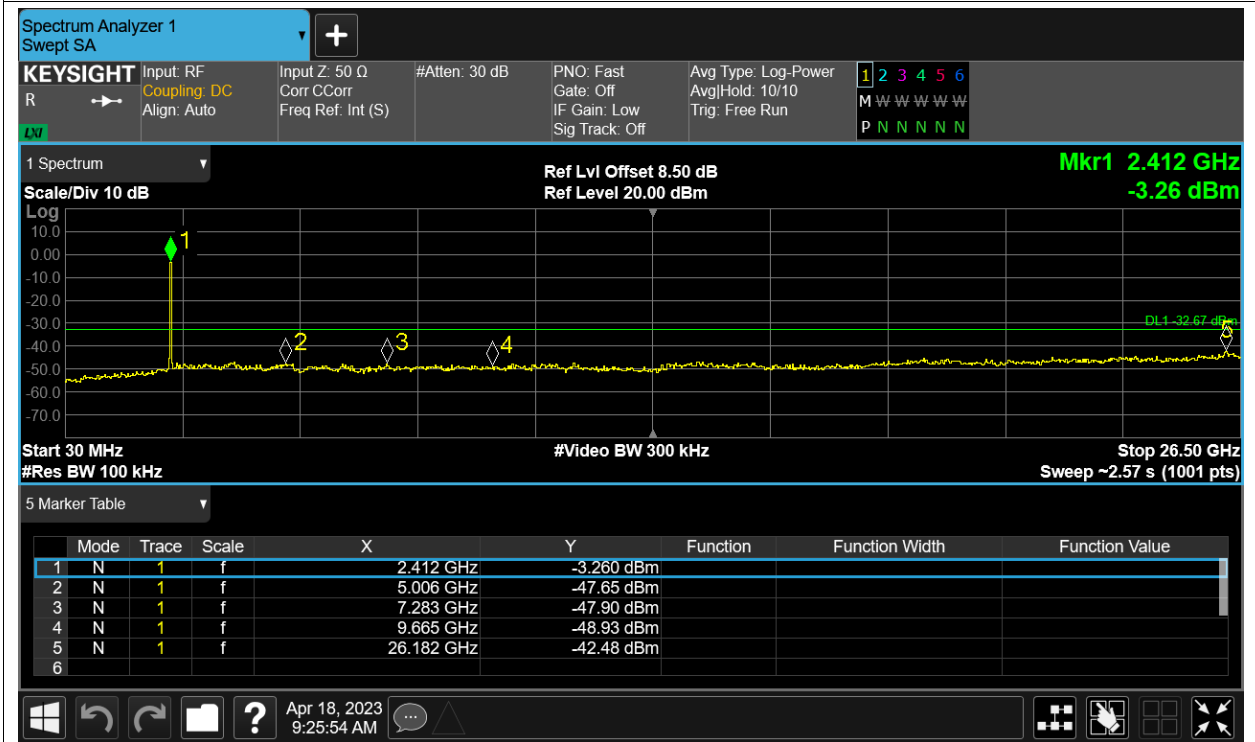 Spectrum Analyzer 1
Swept SA
+
KEYSIGHT Input: RF Input Z: 50 Ω #Atten: 30 dB PNO: Fast Avg Type: Log-Power 1 2 3 4 5 6
R Coupling: DC Corr CCorr Gate: Off Avg|Hold: 10/10 M W W W W W
Align: Auto Freq Ref: Int (S) IF Gain: Low Trig: Free Run
LXI Sig Track: Off P N N N N N
1 Spectrum Ref Lvl Offset 8.50 dB Mkr1 2.412 GHz
Scale/Div 10 dB Ref Level 20.00 dBm -3.26 dBm
Log
10.0
0.00
-10.0
-20.0
-30.0
-40.0
-50.0
-60.0
-70.0
1
2
3
4
5
DL1 -32.67 dBm
Start 30 MHz #Video BW 300 kHz Stop 26.50 GHz
#Res BW 100 kHz Sweep ~2.57 s (1001 pts)
5 Marker Table
Mode Trace Scale X Y Function Function Width Function Value
1 N 1 f 2.412 GHz -3.260 dBm
2 N 1 f 5.006 GHz -47.65 dBm
3 N 1 f 7.283 GHz -47.90 dBm
4 N 1 f 9.665 GHz -48.93 dBm
5 N 1 f 26.182 GHz -42.48 dBm
6
? Apr 18, 2023
9:25:54 AM